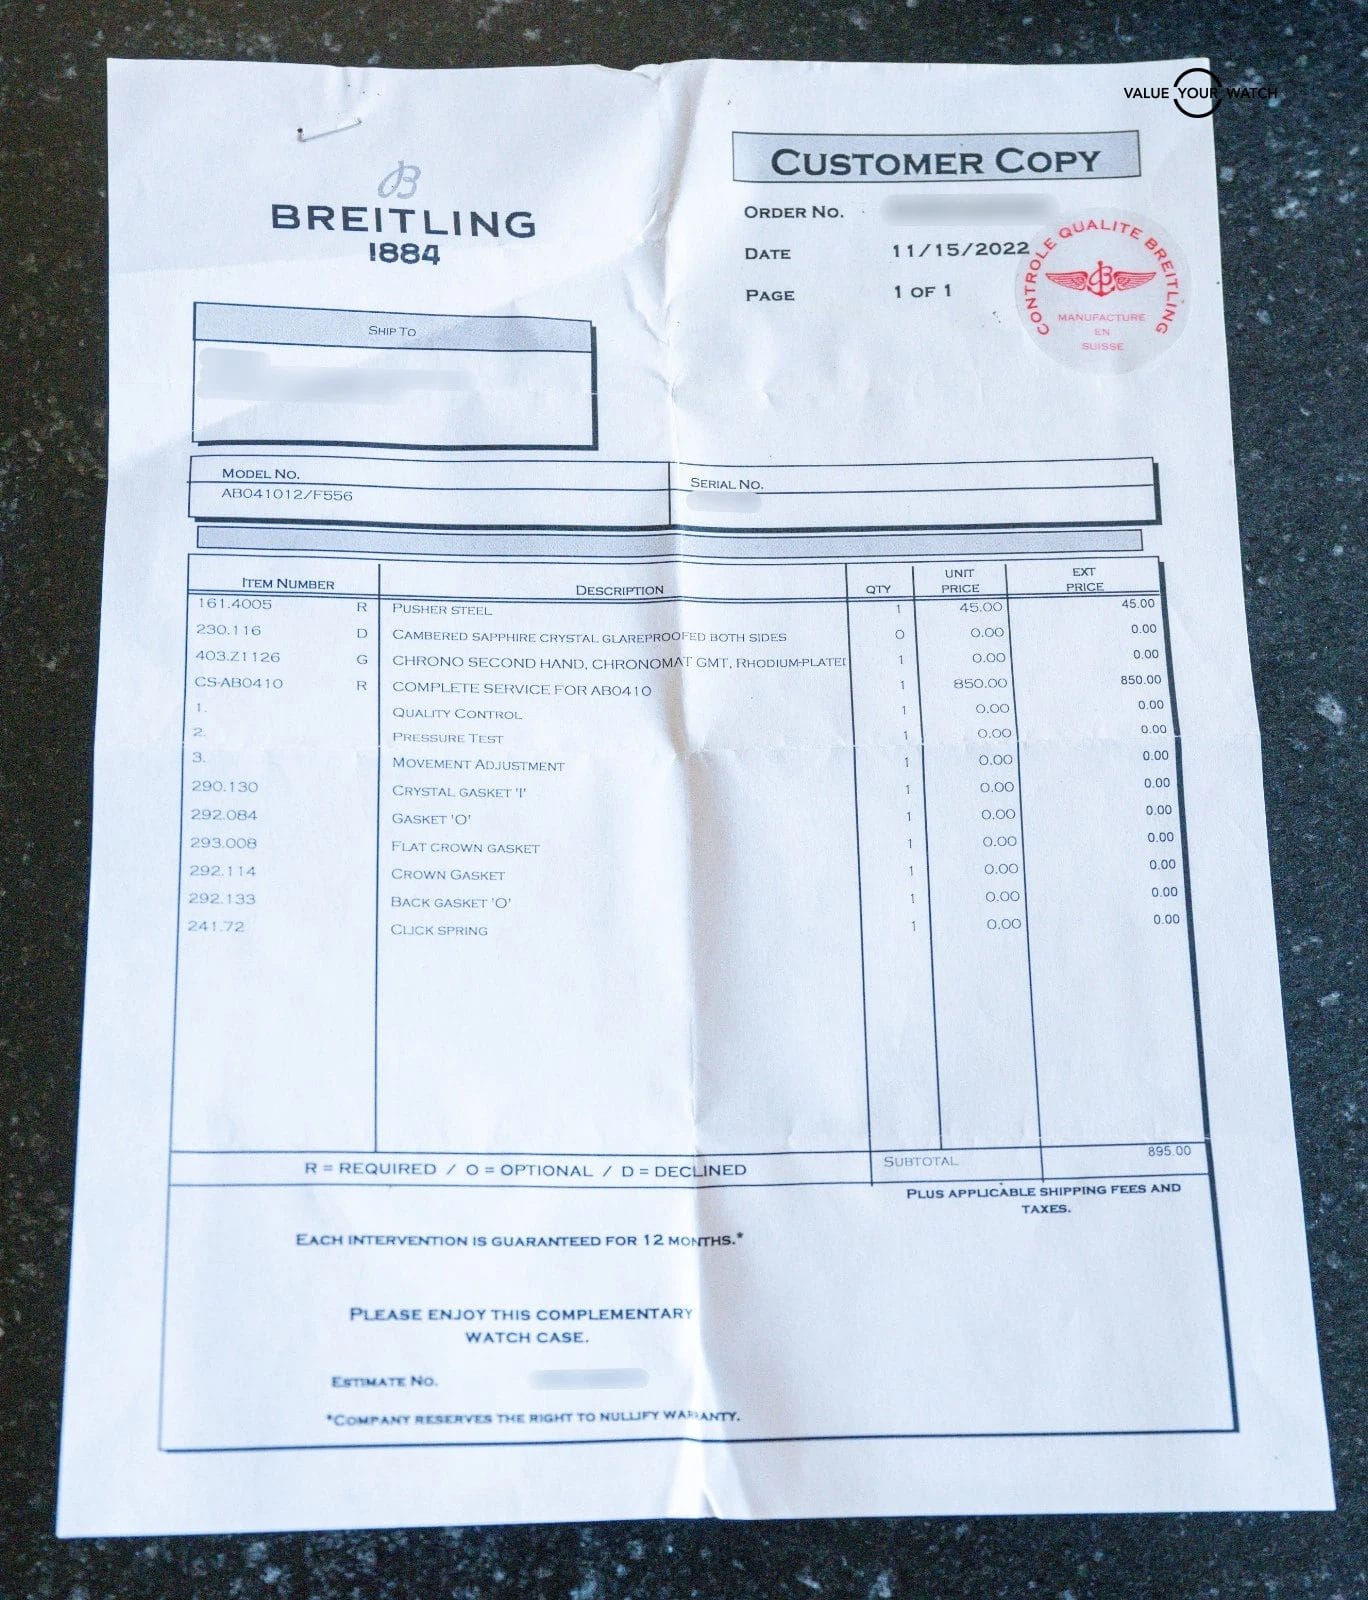 VALUE YOUR WATCH
CUSTOMER COPY
B
BREITLING
1884
ORDER NO.
DATE 11/15/2022
PAGE 1 OF 1
CONTROLE QUALITE BREITLING
MANUFACTURE
EN
SUISSE
SHIP TO
MODEL NO.
AB041012/F556
SERIAL NO.
ITEM NUMBER DESCRIPTION QTY UNIT PRICE EXT PRICE
161.4005 R PUSHER STEEL 1 45.00 45.00
230.116 D CAMBERED SAPPHIRE CRYSTAL GLAREPROOFED BOTH SIDES 0 0.00 0.00
403.Z1126 G CHRONO SECOND HAND, CHRONOMAT GMT, RHODIUM-PLATE 1 0.00 0.00
CS-AB0410 R COMPLETE SERVICE FOR AB0410 1 850.00 850.00
1. QUALITY CONTROL 1 0.00 0.00
2. PRESSURE TEST 1 0.00 0.00
3. MOVEMENT ADJUSTMENT 1 0.00 0.00
290.130 CRYSTAL GASKET 'I' 1 0.00 0.00
292.084 GASKET 'O' 1 0.00 0.00
293.008 FLAT CROWN GASKET 1 0.00 0.00
292.114 CROWN GASKET 1 0.00 0.00
292.133 BACK GASKET 'O' 1 0.00 0.00
241.72 CLICK SPRING 1 0.00 0.00
R = REQUIRED / O = OPTIONAL / D = DECLINED SUBTOTAL 895.00
PLUS APPLICABLE SHIPPING FEES AND
TAXES.
EACH INTERVENTION IS GUARANTEED FOR 12 MONTHS.*
PLEASE ENJOY THIS COMPLEMENTARY
WATCH CASE.
ESTIMATE NO.
*COMPANY RESERVES THE RIGHT TO NULLIFY WARRANTY.